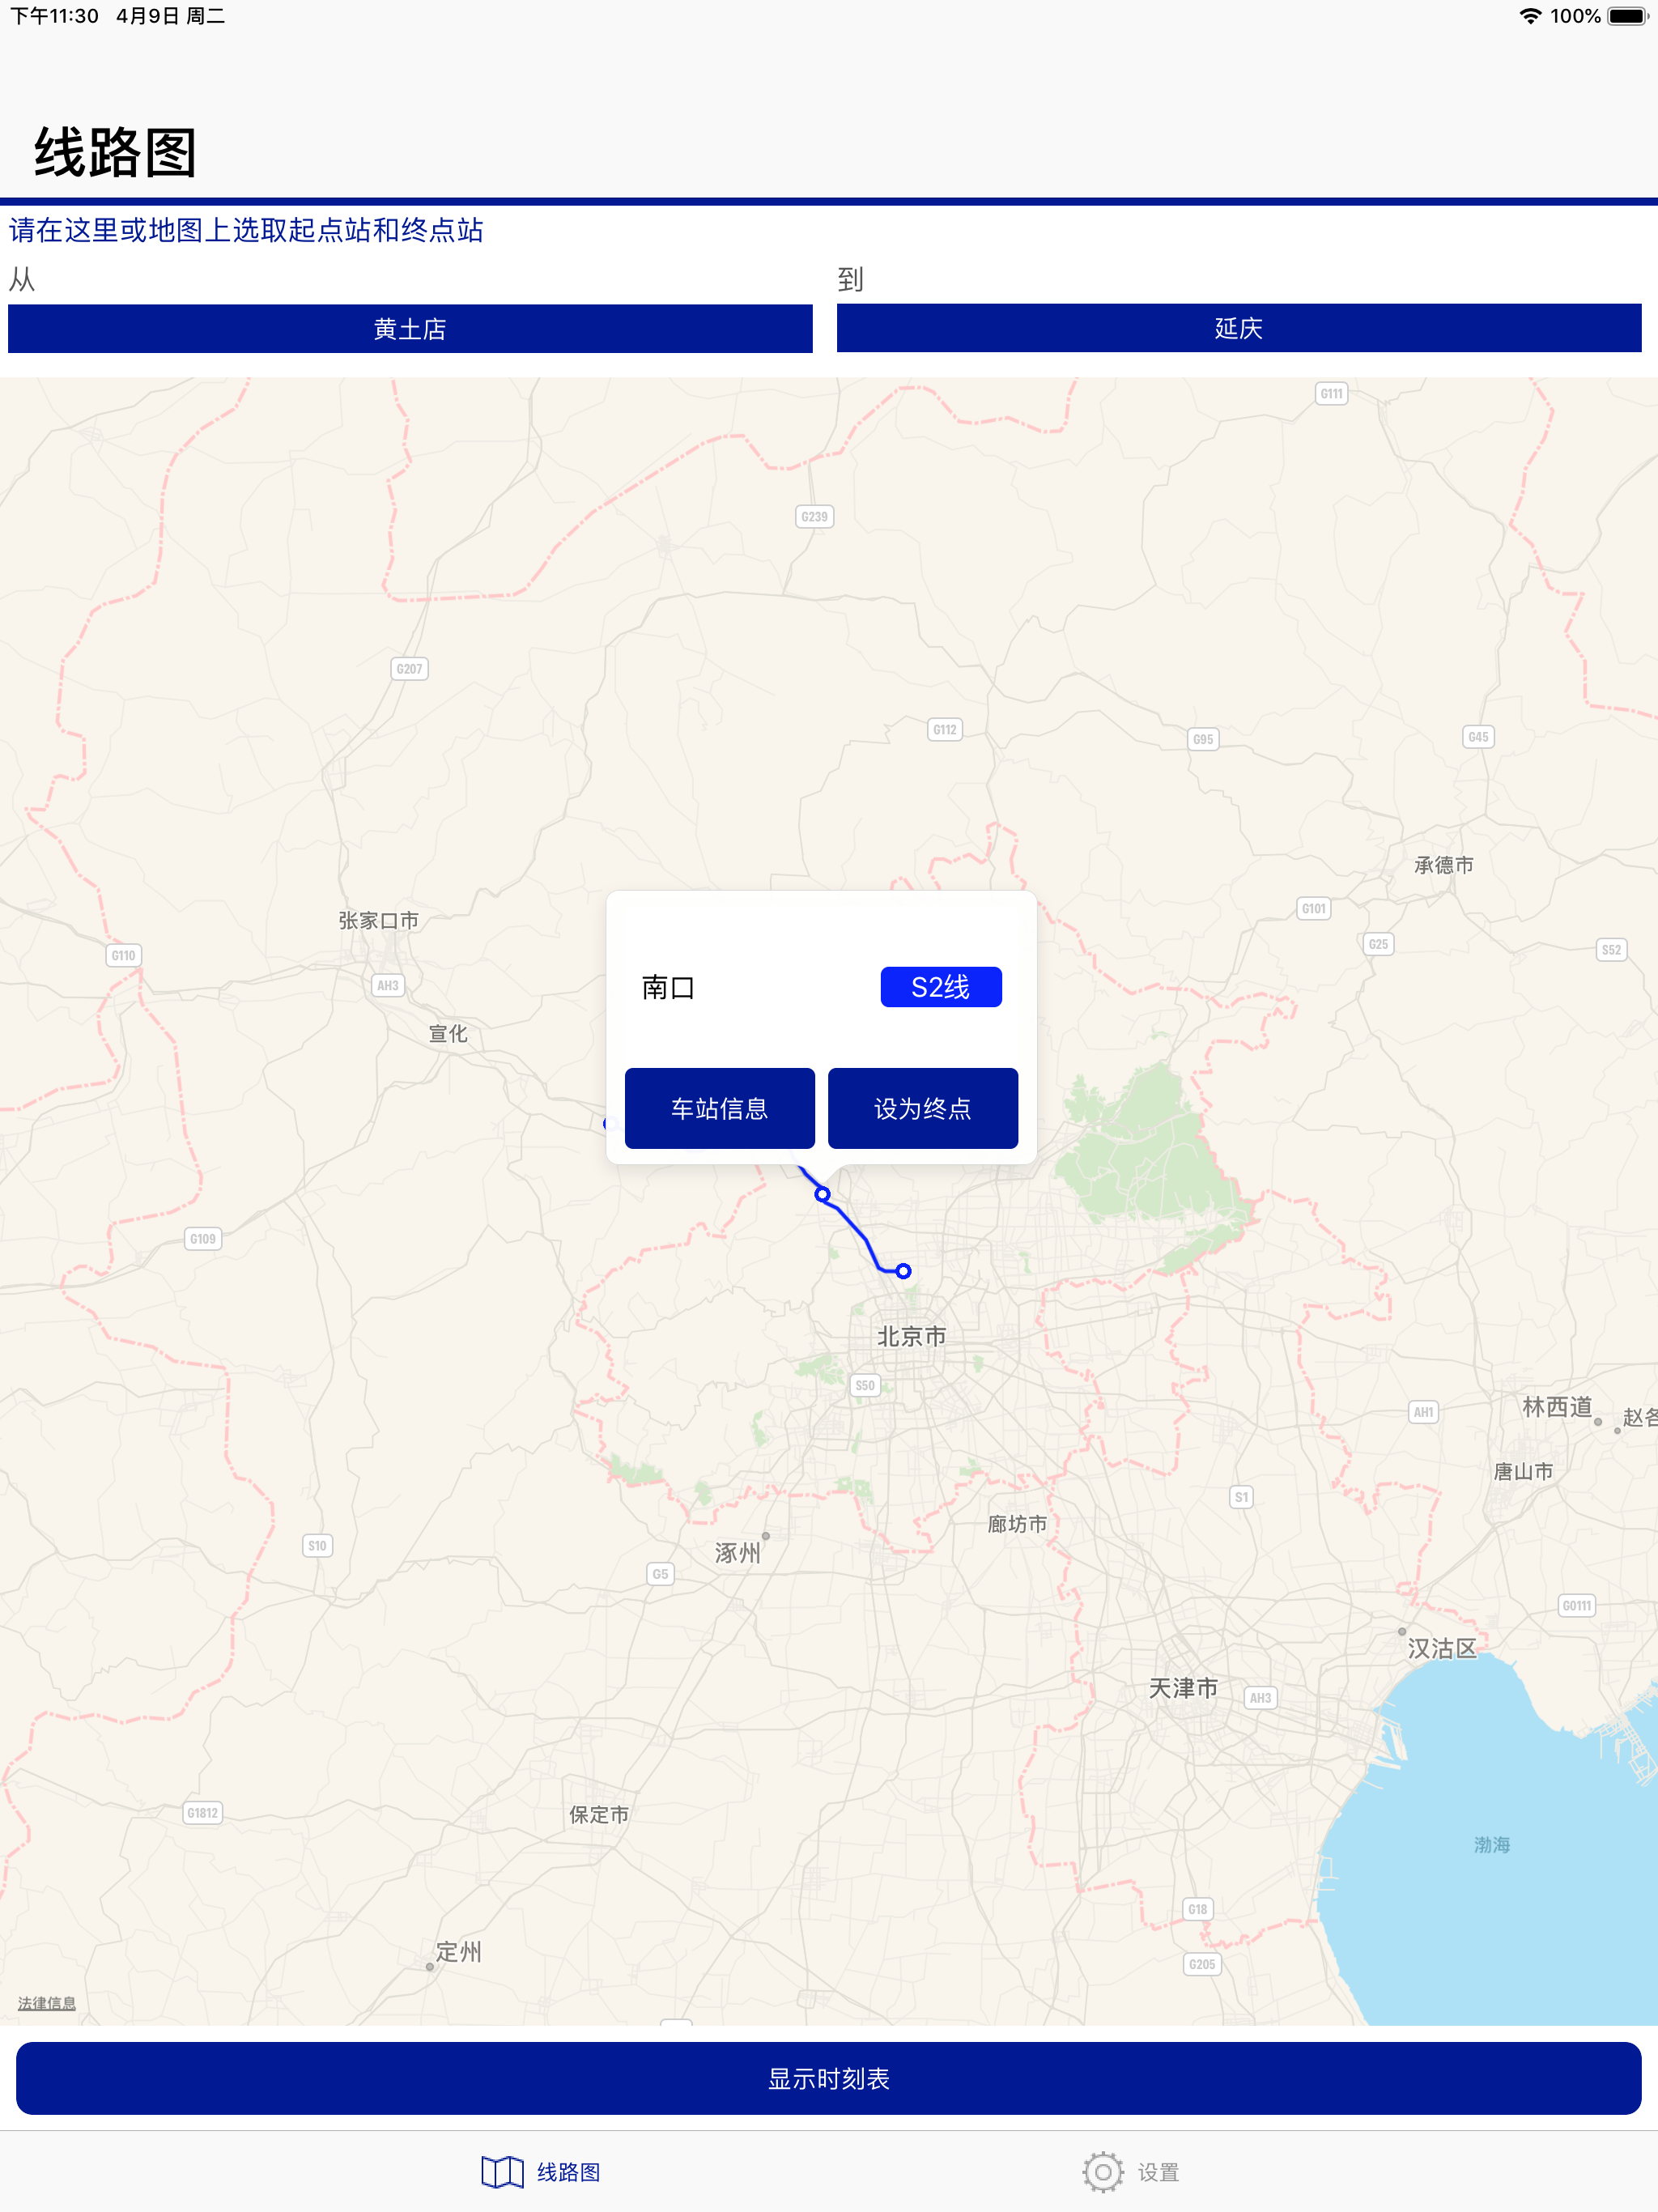 下午11:30 4月9日 周二
100%
线路图
请在这里或地图上选取起点站和终点站
从
到
黄土店
延庆
G111
G239
G207
G112
G95
G45
承德市
张家口市
G101
G25
G110
S52
AH3
南口
S2线
宣化
车站信息
设为终点
G109
北京市
S50
林西道
AH1
唐山市
S1
廊坊市
S10
涿州
G5
G0111
汉沽区
天津市
AH3
G1812
保定市
渤海
G18
定州
G205
法律信息
显示时刻表
线路图
设置